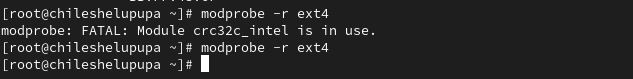 [root@chileshelupupa ~]# modprobe -r ext4
modprobe: FATAL: Module crc32c_intel is in use.
[root@chileshelupupa ~]# modprobe -r ext4
[root@chileshelupupa ~]#